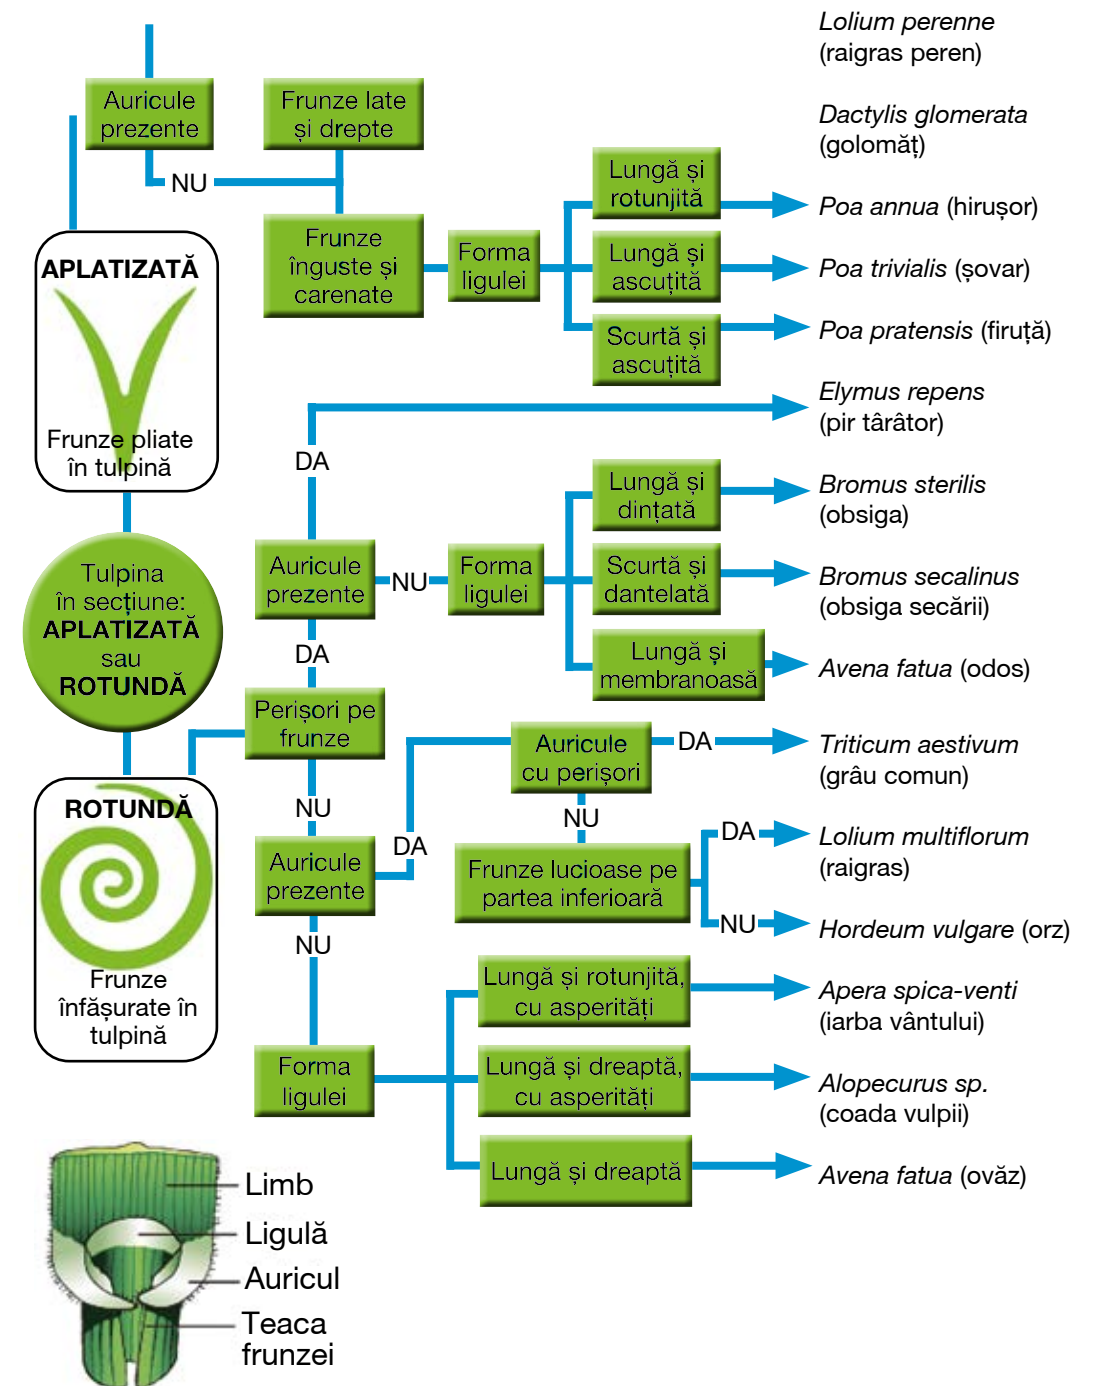 Lolium perenne
(raigras peren)
Auricule
prezente
Frunze late
și drepte
Dactylis glomerata
(golomăț)
NU
Lungă și
rotunjită
Poa annua (hirușor)
Frunze
înguste și
carenate
Forma
ligulei
Lungă și
ascuțită
Poa trivialis (șovar)
Scurtă și
ascuțită
Poa pratensis (firuță)
APLATIZATĂ
Frunze pliate
în tulpină
Elymus repens
(pir târâtor)
DA
Lungă și
dințată
Bromus sterilis
(obsiga)
Auricule
prezente
NU
Forma
ligulei
Scurtă și
dantelată
Bromus secalinus
(obsiga secării)
Tulpina
în secțiune:
APLATIZATĂ
sau
ROTUNDĂ
DA
Lungă și
membranoasă
Avena fatua (odos)
Perișori pe
frunze
Auricule
cu perișori
DA
Triticum aestivum
(grâu comun)
ROTUNDĂ
NU
DA
NU
Auricule
prezente
Frunze lucioase pe
partea inferioară
DA
Lolium multiflorum
(raigras)
NU
Hordeum vulgare (orz)
NU
Frunze
înfășurate în
tulpină
Lungă și rotunjită,
cu asperități
Apera spica-venti
(iarba vântului)
Forma
ligulei
Lungă și dreaptă,
cu asperități
Alopecurus sp.
(coada vulpii)
Lungă și dreaptă
Avena fatua (ovăz)
Limb
Ligulă
Auricul
Teaca
frunzei